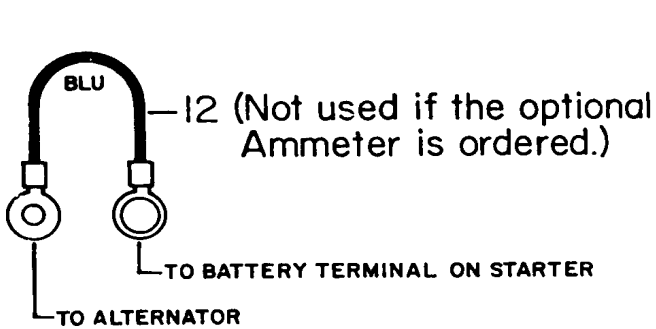 BLU
12 (Not used if the optional
Ammeter is ordered.)
TO BATTERY TERMINAL ON STARTER
TO ALTERNATOR